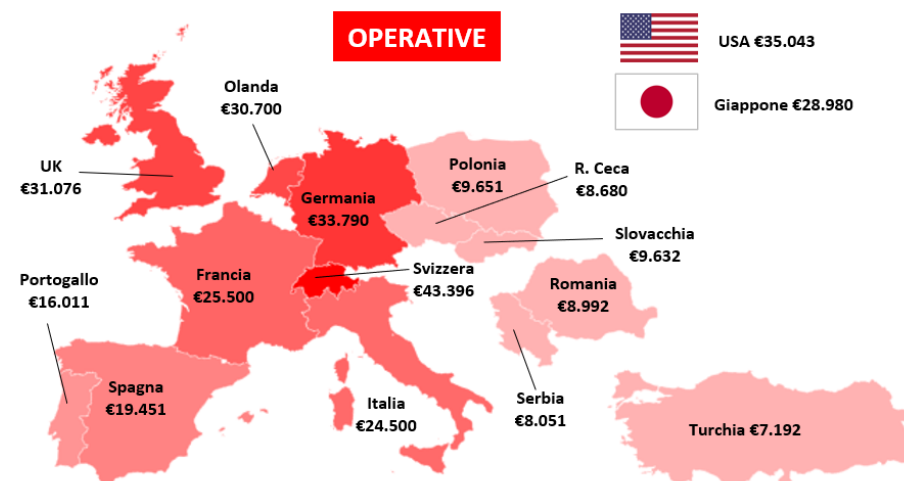 OPERATIVE
USA €35.043
Giappone €28.980
Olanda
€30.700
UK
€31.076
Germania
€33.790
Polonia
€9.651
R. Ceca
€8.680
Slovacchia
€9.632
Portogallo
€16.011
Francia
€25.500
Svizzera
€43.396
Romania
€8.992
Spagna
€19.451
Italia
€24.500
Serbia
€8.051
Turchia €7.192